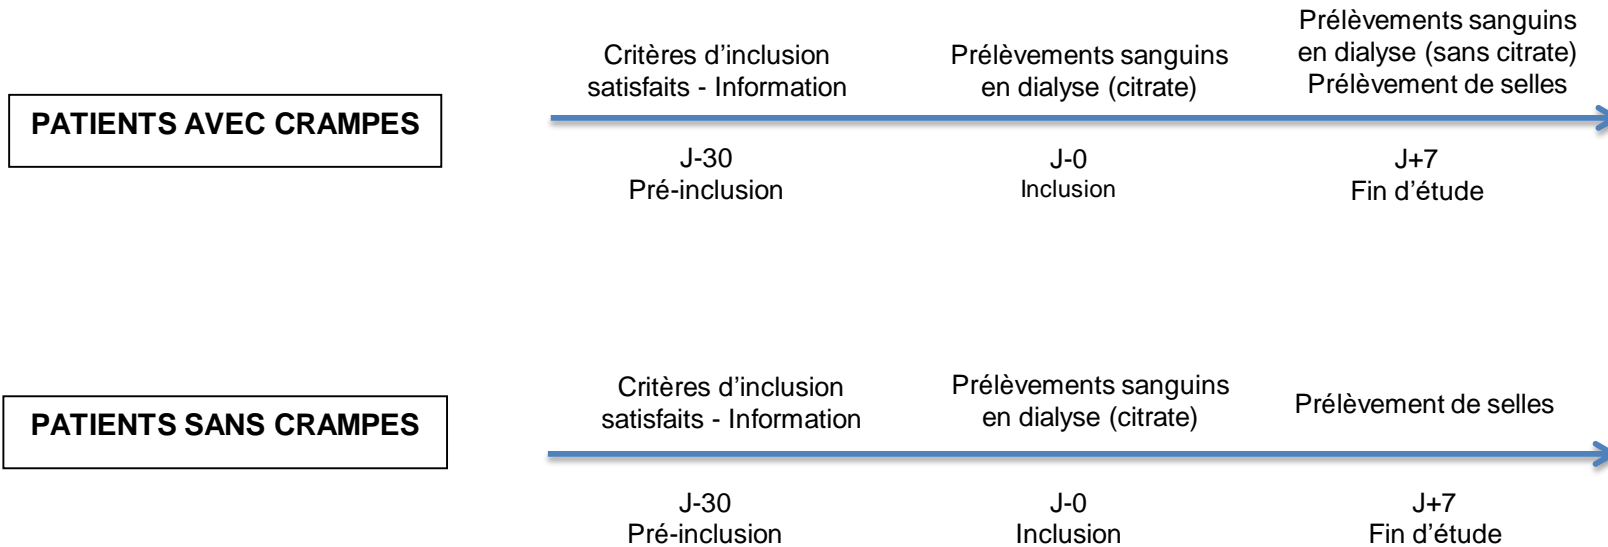 PATIENTS AVEC CRAMPES
Critères d'inclusion
satisfaits - Information
Prélèvements sanguins
en dialyse (citrate)
Prélèvements sanguins
en dialyse (sans citrate)
Prélèvement de selles
J-30
Pré-inclusion
J-0
Inclusion
J+7
Fin d'étude
PATIENTS SANS CRAMPES
Critères d'inclusion
satisfaits - Information
Prélèvements sanguins
en dialyse (citrate)
Prélèvement de selles
J-30
Pré-inclusion
J-0
Inclusion
J+7
Fin d'étude